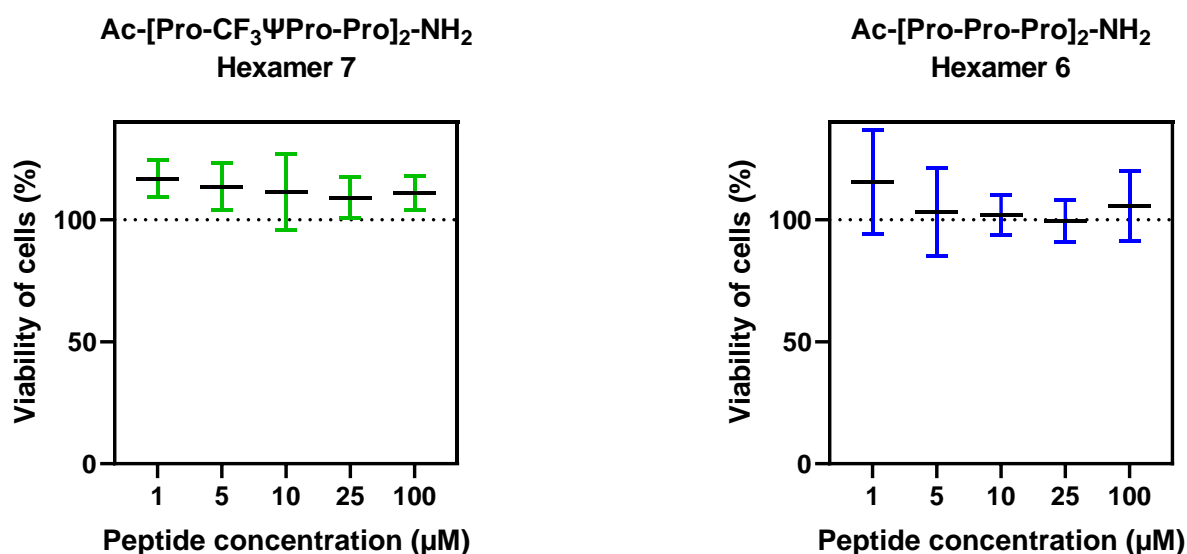 Ac-[Pro-CF₃ΨPro-Pro]₂-NH₂
Hexamer 7
Viability of cells (%)
100
50
0
1 5 10 25 100
Peptide concentration (µM)
Ac-[Pro-Pro-Pro]₂-NH₂
Hexamer 6
Viability of cells (%)
100
50
0
1 5 10 25 100
Peptide concentration (µM)